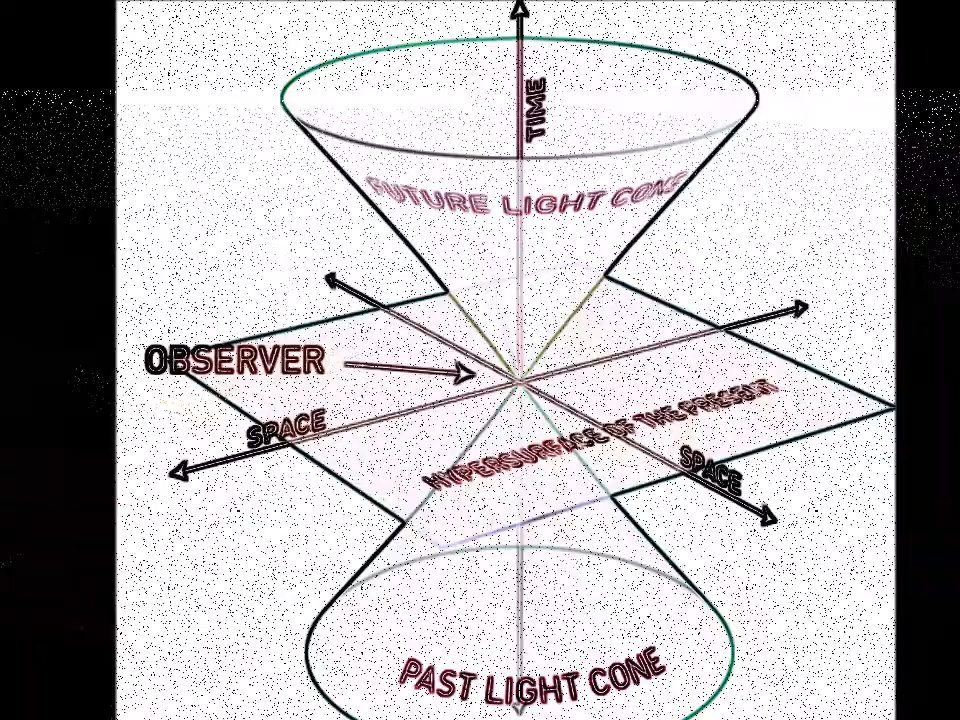 TIME
FUTURE LIGHT CONE
OBSERVER
SPACE
HYPERSURFACE OF THE PRESENT
SPACE
PAST LIGHT CONE